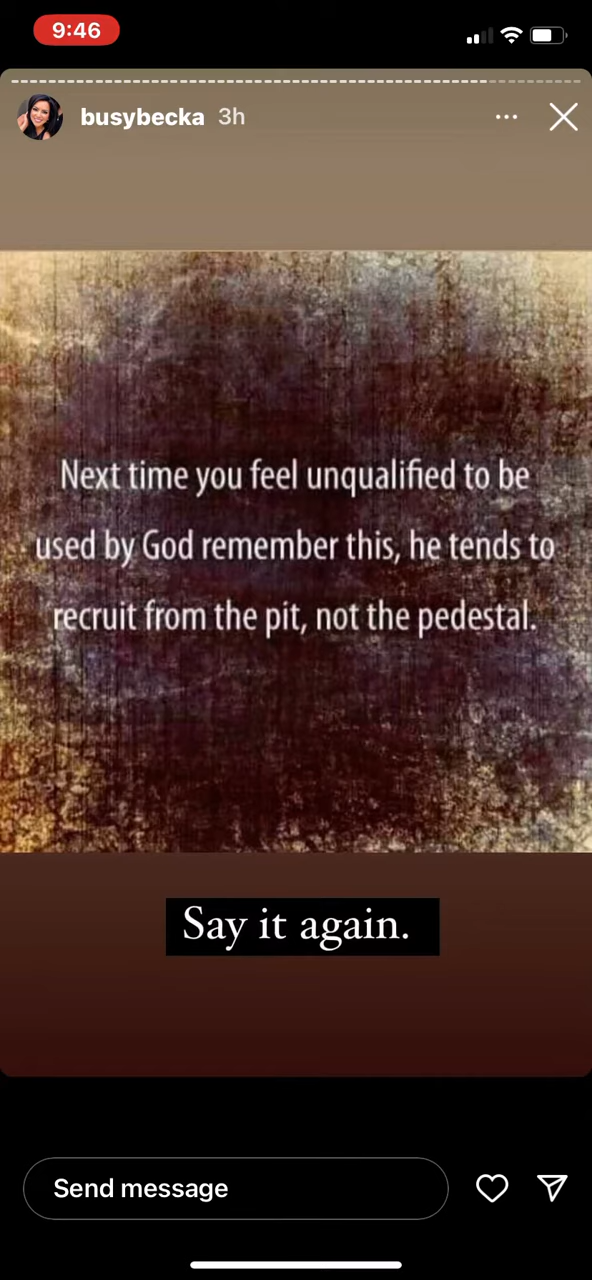 9:46
busybecka 3h
Next time you feel unqualified to be
used by God remember this, he tends to
recruit from the pit, not the pedestal.
Say it again.
Send message